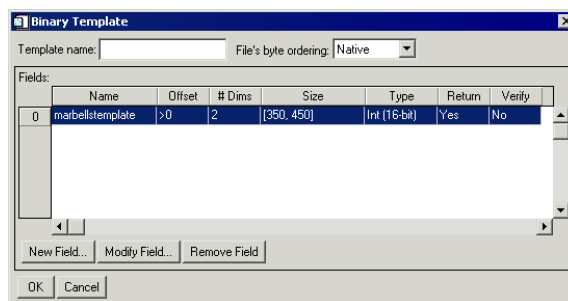 Binary Template
Template name: File's byte ordering: Native
Fields:
Name Offset # Dims Size Type Return Verify
0 marbellstemplate >0 2 [350, 450] Int (16-bit) Yes No
New Field... Modify Field... Remove Field
OK Cancel